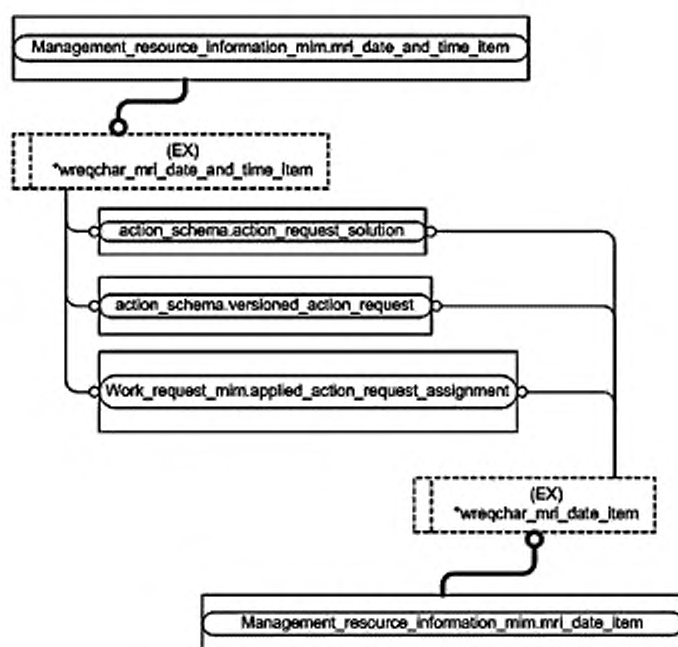 Management_resource_information_mim.mri_date_and_time_item
(EX)
*wreqchar_mri_date_and_time_item
action_schema.action_request_solution
action_schema.versioned_action_request
Work_request_mim.applied_action_request_assignment
(EX)
*wreqchar_mri_date_item
Management_resource_information_mim.mri_date_item